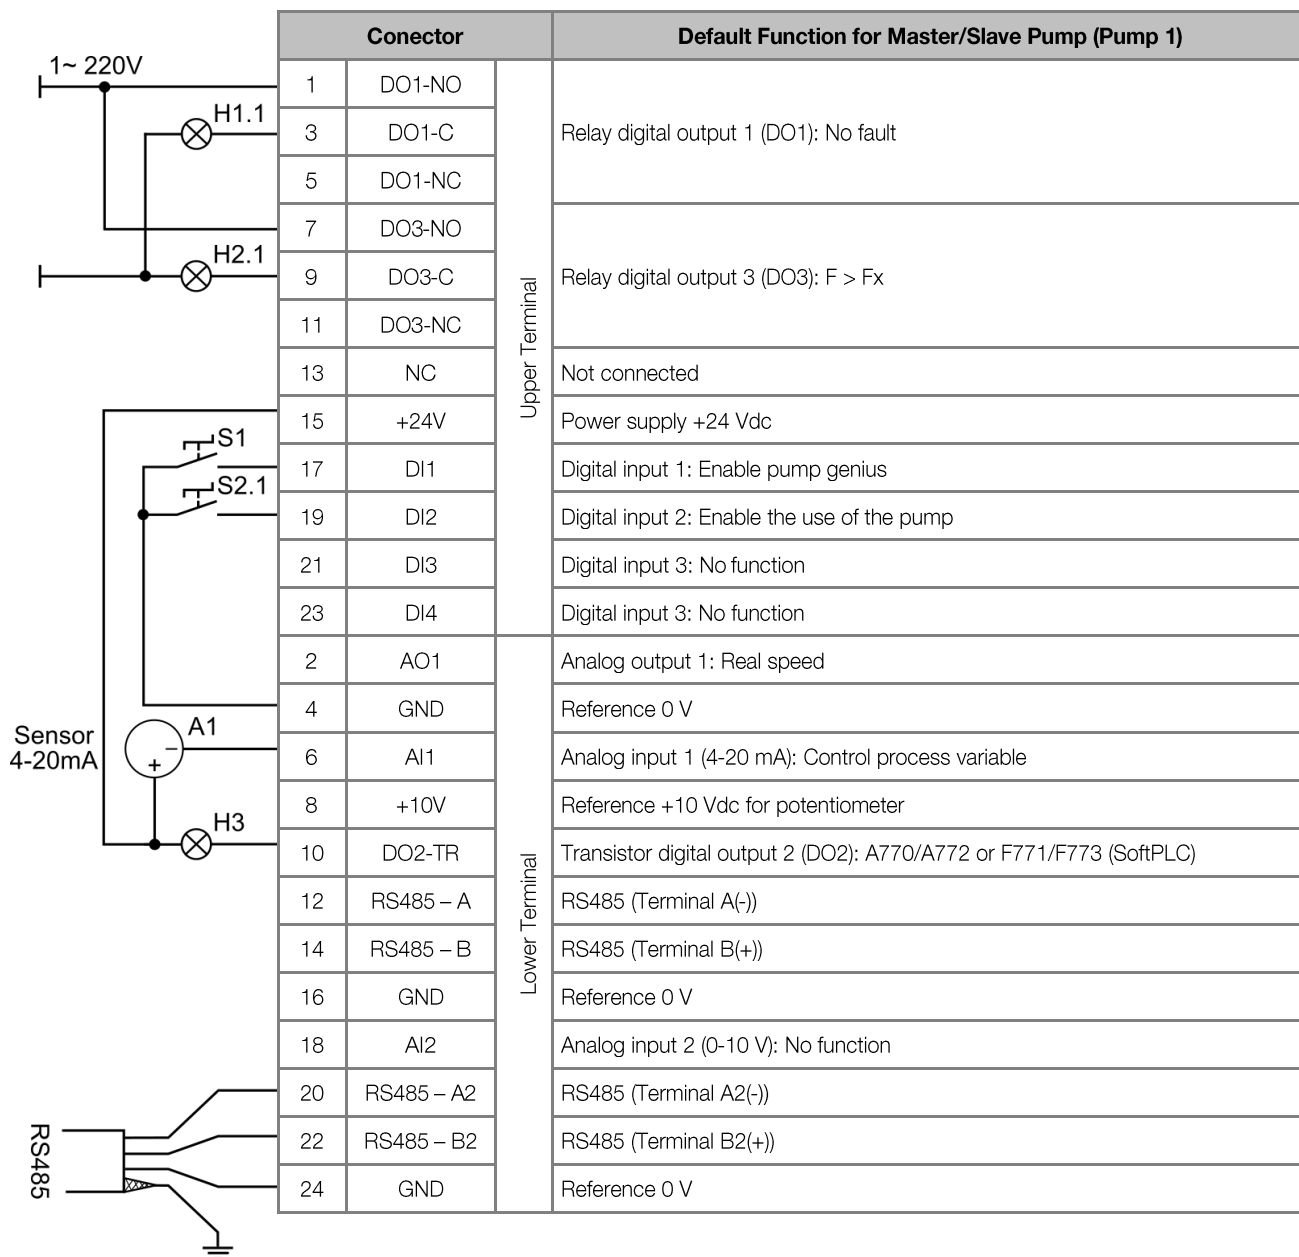 Conector Default Function for Master/Slave Pump (Pump 1)
1~ 220V
1 DO1-NO
H1.1
3 DO1-C Relay digital output 1 (DO1): No fault
5 DO1-NC
7 DO3-NO
H2.1
9 DO3-C Relay digital output 3 (DO3): F > Fx
11 DO3-NC
Upper Terminal
13 NC Not connected
15 +24V Power supply +24 Vdc
S1
17 DI1 Digital input 1: Enable pump genius
S2.1
19 DI2 Digital input 2: Enable the use of the pump
21 DI3 Digital input 3: No function
23 DI4 Digital input 3: No function
2 AO1 Analog output 1: Real speed
4 GND Reference 0 V
Sensor
4-20mA
A1
−
+
6 AI1 Analog input 1 (4-20 mA): Control process variable
8 +10V Reference +10 Vdc for potentiometer
H3
10 DO2-TR Transistor digital output 2 (DO2): A770/A772 or F771/F773 (SoftPLC)
Lower Terminal
12 RS485 – A RS485 (Terminal A(-))
14 RS485 – B RS485 (Terminal B(+))
16 GND Reference 0 V
18 AI2 Analog input 2 (0-10 V): No function
20 RS485 – A2 RS485 (Terminal A2(-))
22 RS485 – B2 RS485 (Terminal B2(+))
RS485
24 GND Reference 0 V